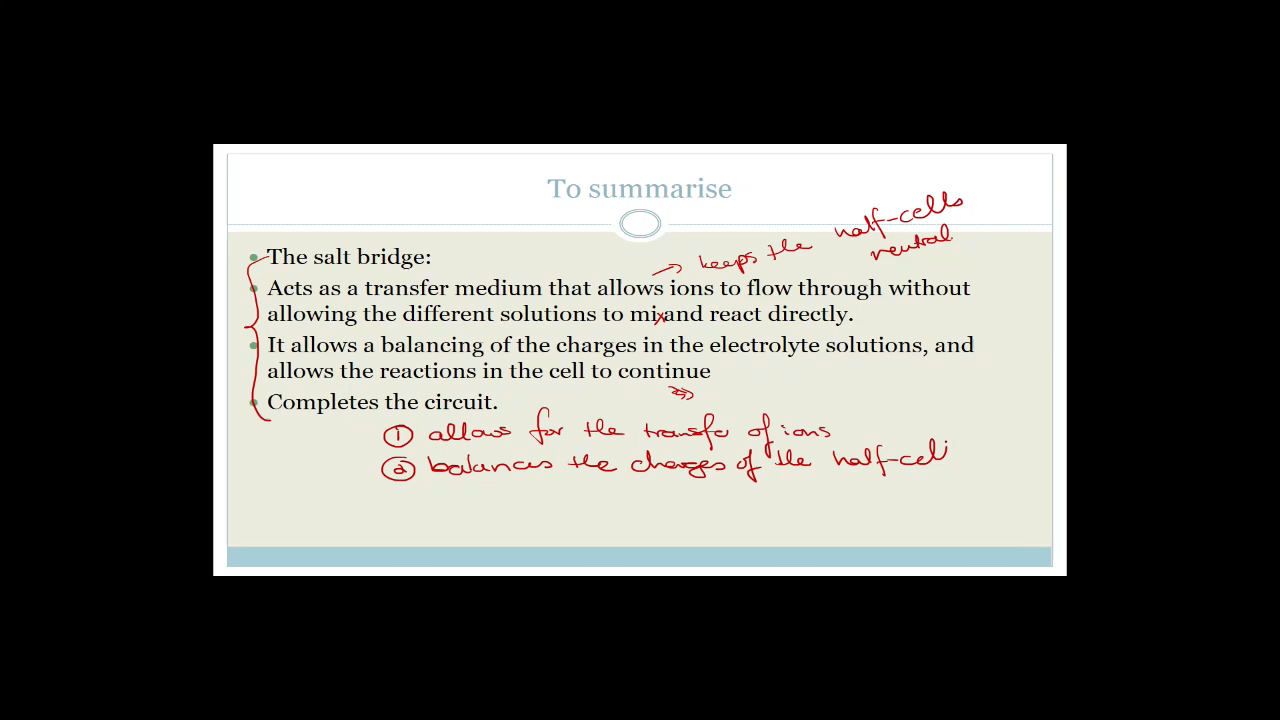 To summarise
The salt bridge:
→ keeps the half-cells
neutral
Acts as a transfer medium that allows ions to flow through without
allowing the different solutions to mix and react directly.
It allows a balancing of the charges in the electrolyte solutions, and
allows the reactions in the cell to continue
Completes the circuit.
① allows for the transfer of ions
② balances the charges of the half-cel